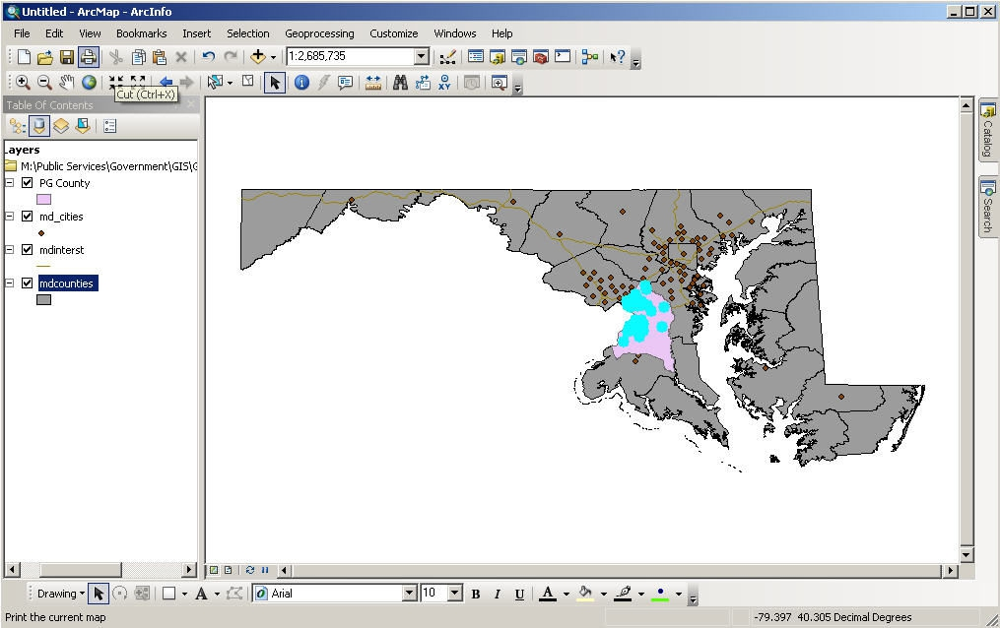 Untitled - ArcMap - ArcInfo
File Edit View Bookmarks Insert Selection Geoprocessing Customize Windows Help
1:2,685,735
Cut (Ctrl+X)
Table Of Contents
Layers
M:\Public Services\Government\GIS\G
PG County
md_cities
mdinterst
mdcounties
Catalog
Search
Drawing A Arial 10 B I U A
Print the current map
-79.397 40.305 Decimal Degrees